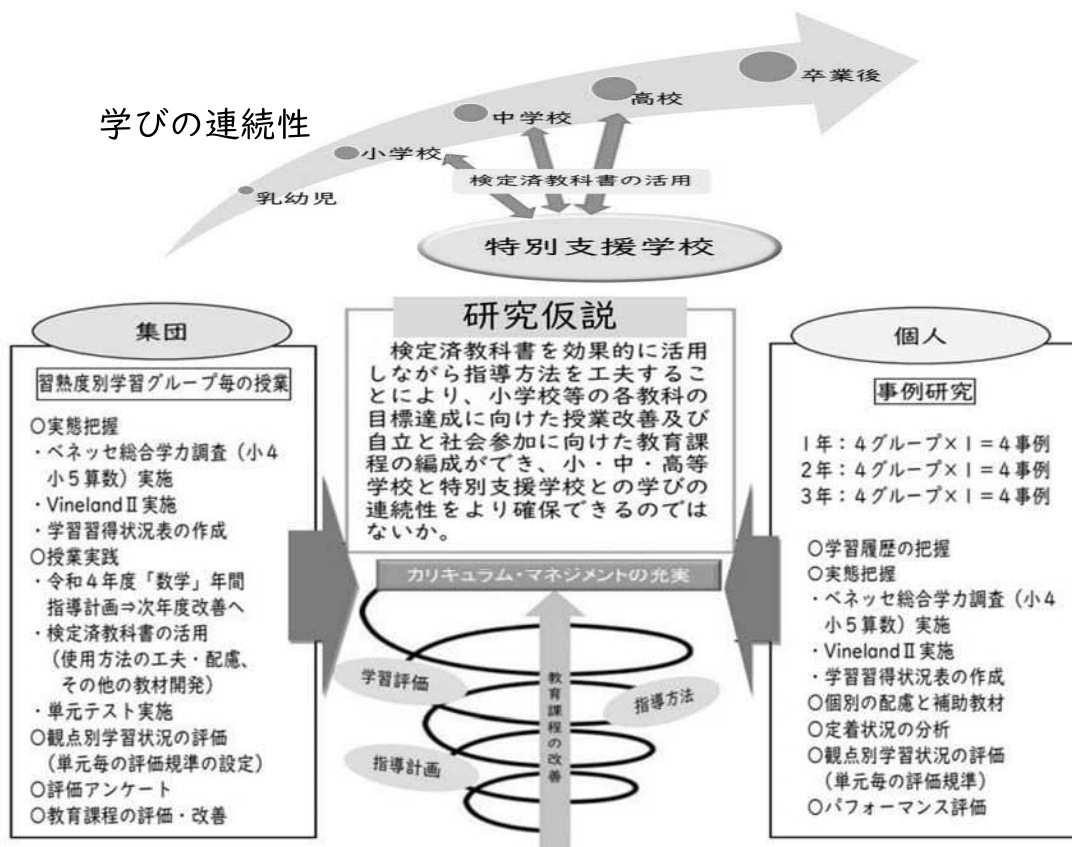 卒業後
高校
中学校
学びの連続性
小学校
検定済教科書の活用
乳幼児
特別支援学校
集団
習熟度別学習グループ毎の授業
○実態把握
・ベネッセ総合学力調査（小4
小5算数）実施
・VinelandⅡ実施
・学習習得状況表の作成
○授業実践
・令和4年度「数学」年間
指導計画⇒次年度改善へ
・検定済教科書の活用
（使用方法の工夫・配慮、
その他の教材開発）
・単元テスト実施
○観点別学習状況の評価
（単元毎の評価規準の設定）
○評価アンケート
○教育課程の評価・改善
研究仮説
検定済教科書を効果的に活用
しながら指導方法を工夫するこ
とにより、小学校等の各教科の
目標達成に向けた授業改善及び
自立と社会参加に向けた教育課
程の編成ができ、小・中・高等
学校と特別支援学校との学びの
連続性をより確保できるのでは
ないか。
カリキュラム・マネジメントの充実
学習評価
指導方法
指導計画
教育課程の改善
個人
事例研究
1年：4グループ×1＝4事例
2年：4グループ×1＝4事例
3年：4グループ×1＝4事例
○学習履歴の把握
○実態把握
・ベネッセ総合学力調査（小4
小5算数）実施
・VinelandⅡ実施
・学習習得状況表の作成
○個別の配慮と補助教材
○定着状況の分析
○観点別学習状況の評価
（単元毎の評価規準）
○パフォーマンス評価